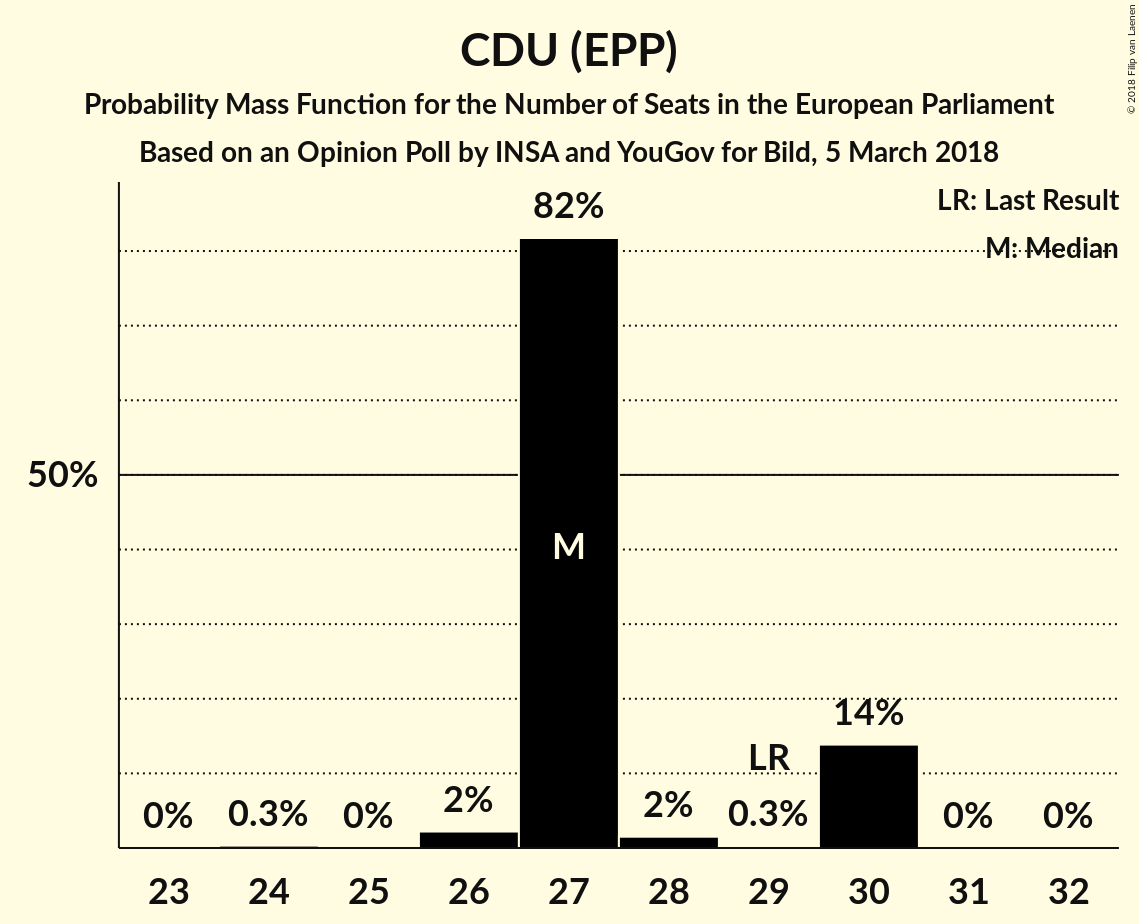 CDU (EPP)
Probability Mass Function for the Number of Seats in the European Parliament
Based on an Opinion Poll by INSA and YouGov for Bild, 5 March 2018
© 2018 Filip van Laenen
LR: Last Result
M: Median
82%
50%
M
14%
LR
0% 0.3% 0% 2% 2% 0.3% 0% 0%
23 24 25 26 27 28 29 30 31 32